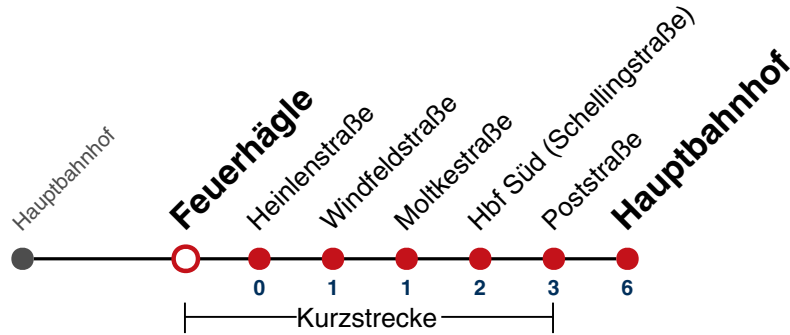 Hauptbahnhof
Feuerhägle
Heinlenstraße
Windfeldstraße
Moltkestraße
Hbf Süd (Schellingstraße)
Poststraße
Hauptbahnhof
0 1 1 2 3 6
Kurzstrecke